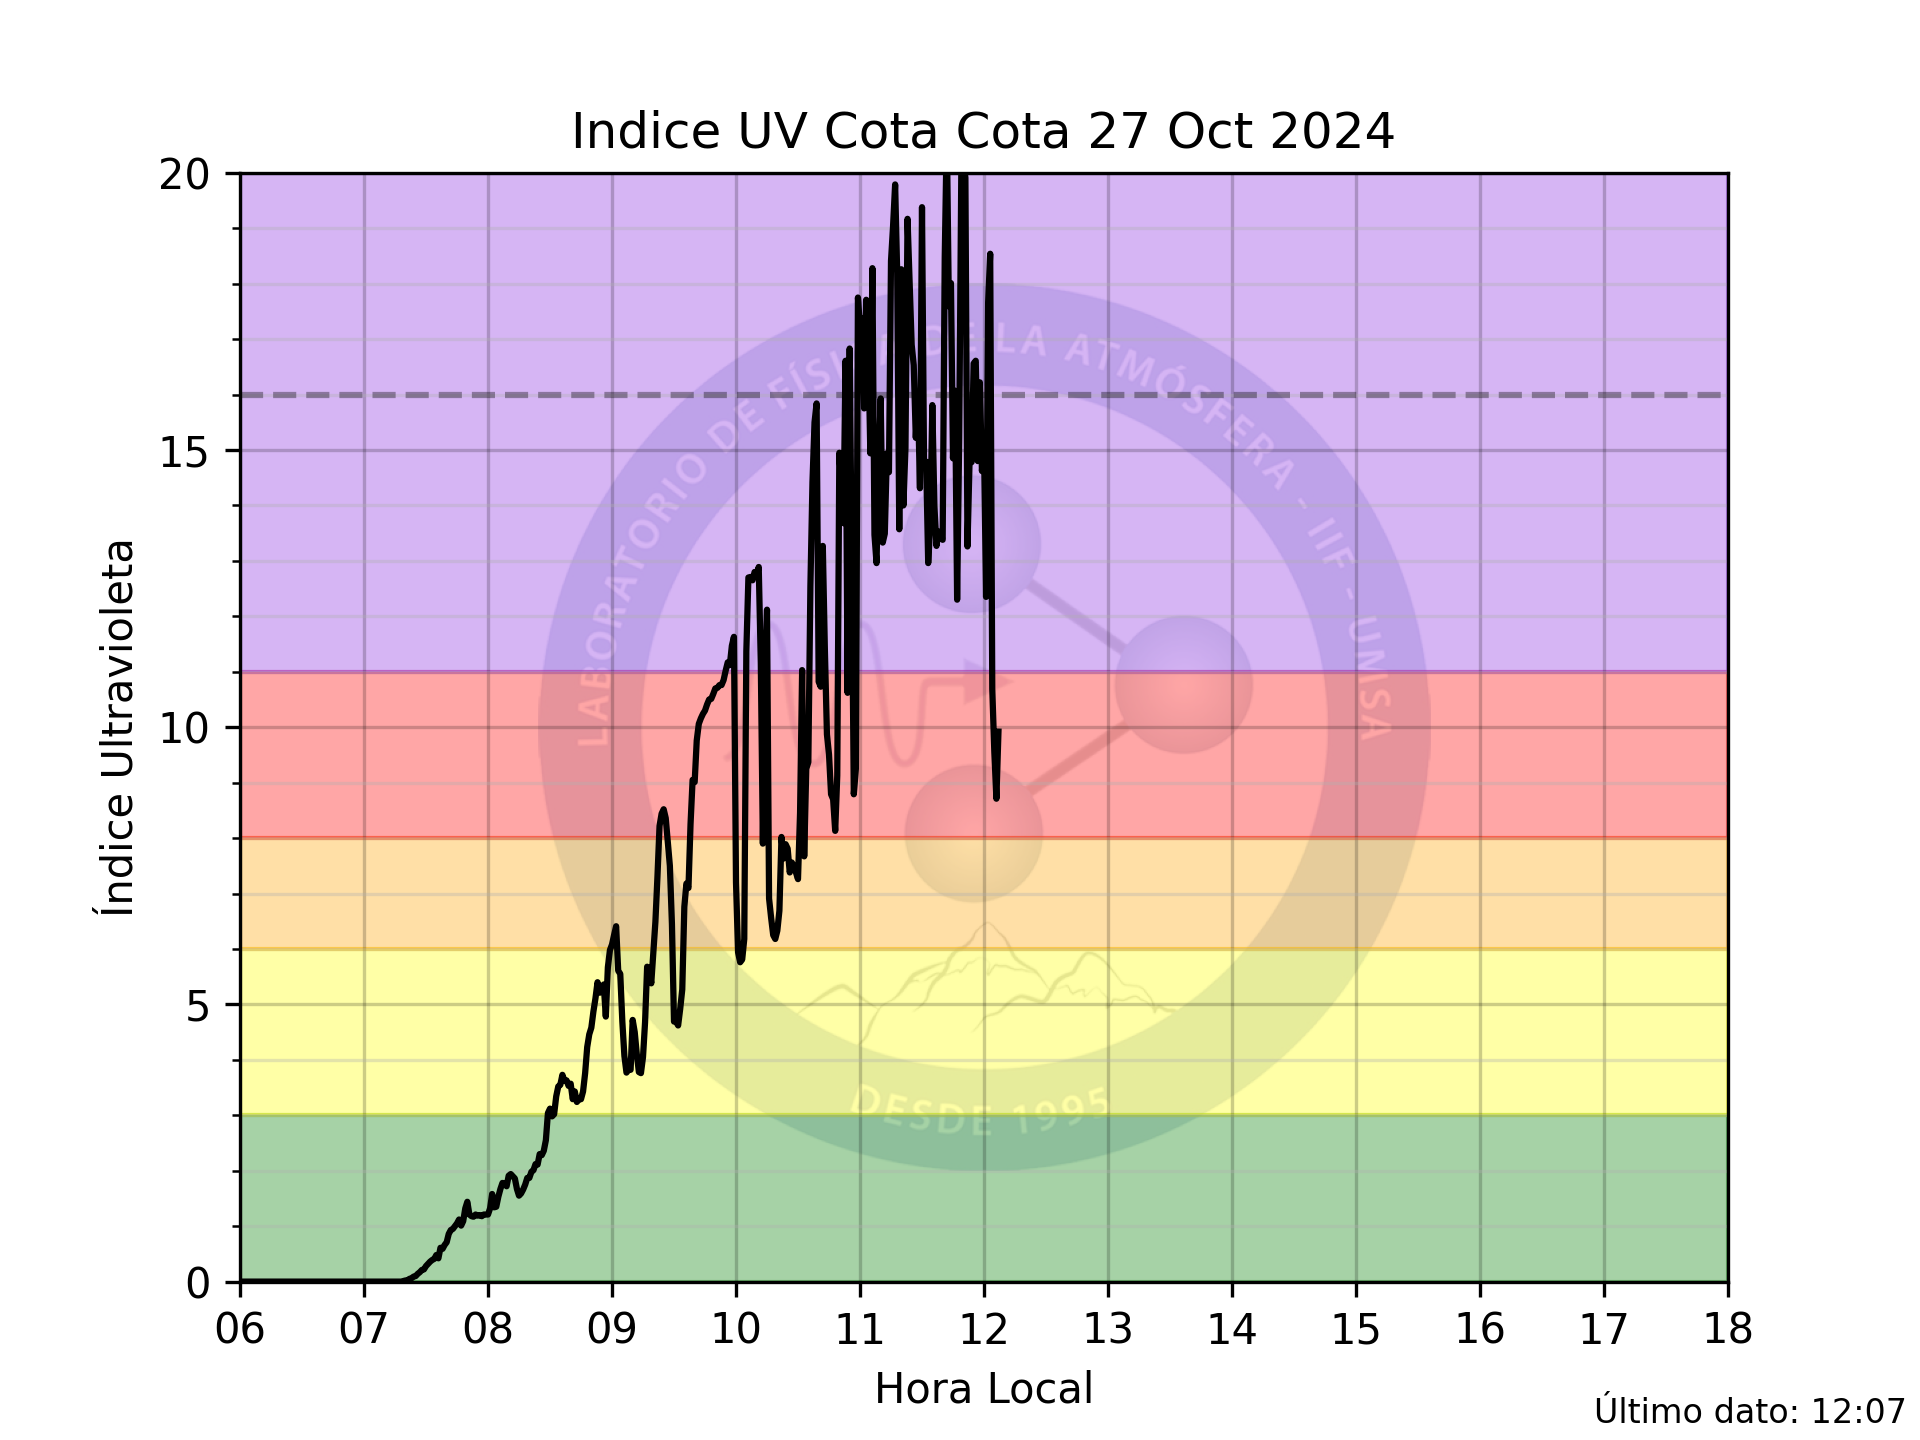 Indice UV Cota Cota 27 Oct 2024
20
15
10
5
0
Índice Ultravioleta
06 07 08 09 10 11 12 13 14 15 16 17 18
Hora Local
Último dato: 12:07
LABORATORIO DE FÍSICA DE LA ATMÓSFERA - IIF - UMSA
DESDE 1995